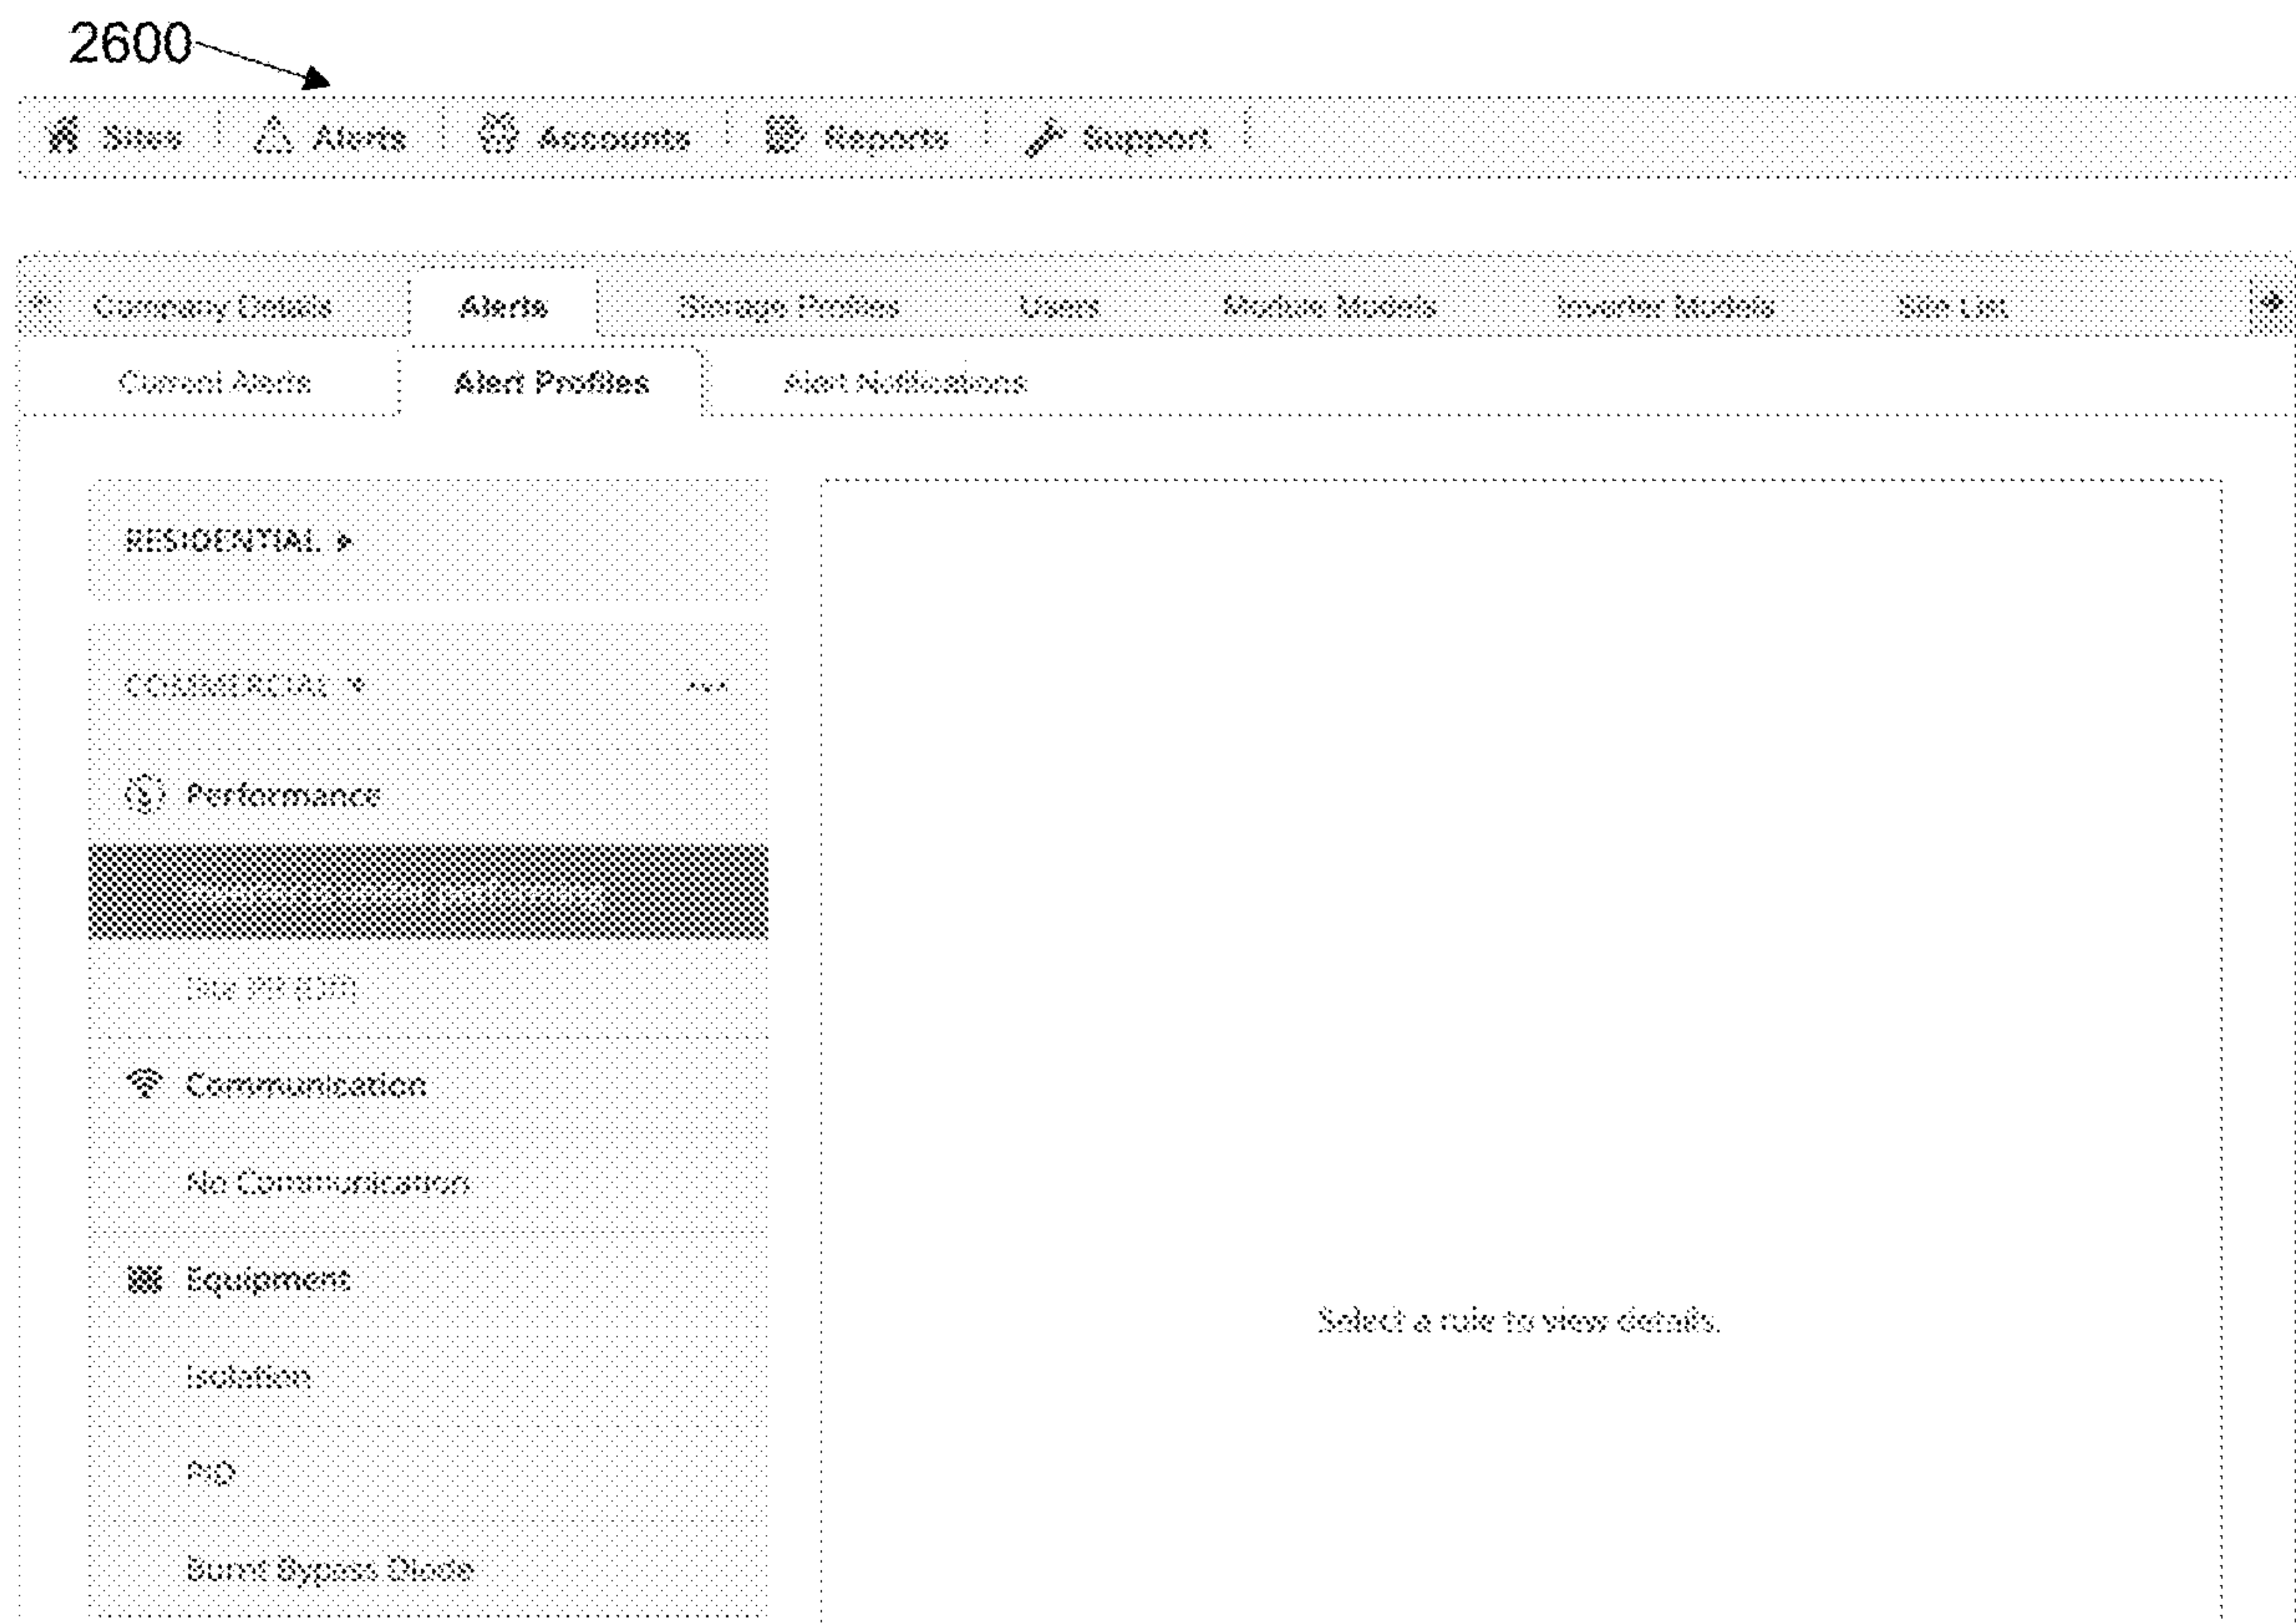 2600
Sites Alerts Accounts Reports Support
Company Details Alerts Storage Profiles Users Module Models Inverter Models Site List
Current Alerts Alert Profiles Alert Notifications
RESIDENTIAL
COMMERCIAL
Performance
Communication
No Communication
Equipment
Select a rule to view details.
Isolation
PID
Burnt Bypass Diode